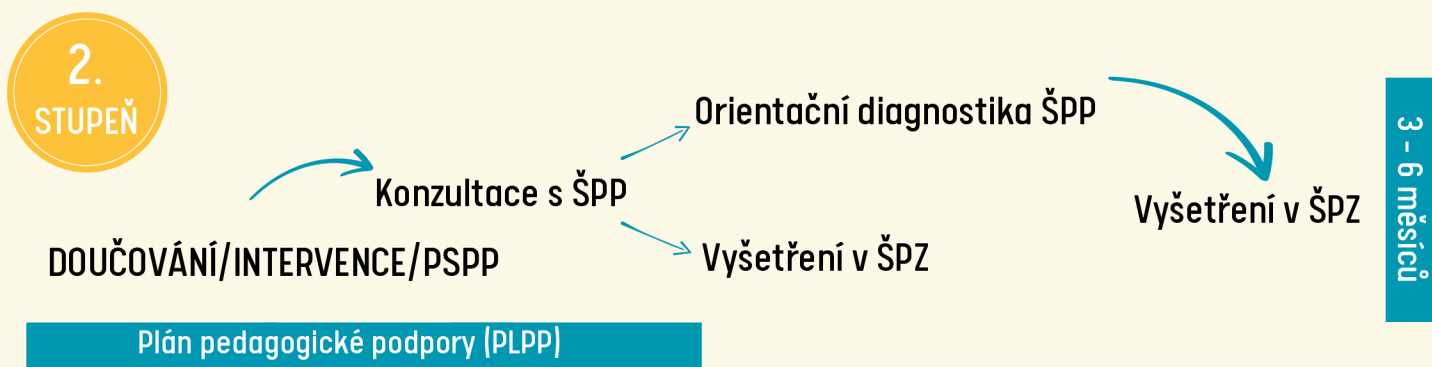 2.
STUPEŇ
Orientační diagnostika ŠPP
Konzultace s ŠPP
Vyšetření v ŠPZ
Vyšetření v ŠPZ
DOUČOVÁNÍ/INTERVENCE/PSPP
Plán pedagogické podpory (PLPP)
3 - 6 měsíců